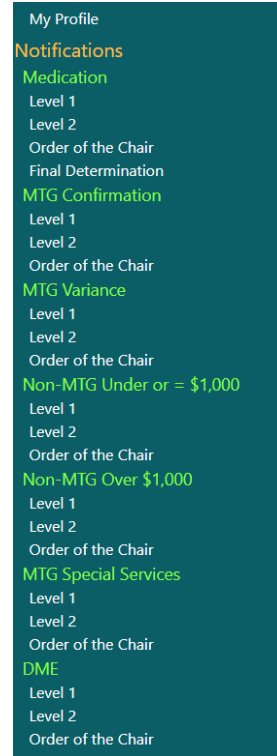 My Profile
Notifications
Medication
Level 1
Level 2
Order of the Chair
Final Determination
MTG Confirmation
Level 1
Level 2
Order of the Chair
MTG Variance
Level 1
Level 2
Order of the Chair
Non-MTG Under or = $1,000
Level 1
Level 2
Order of the Chair
Non-MTG Over $1,000
Level 1
Level 2
Order of the Chair
MTG Special Services
Level 1
Level 2
Order of the Chair
DME
Level 1
Level 2
Order of the Chair